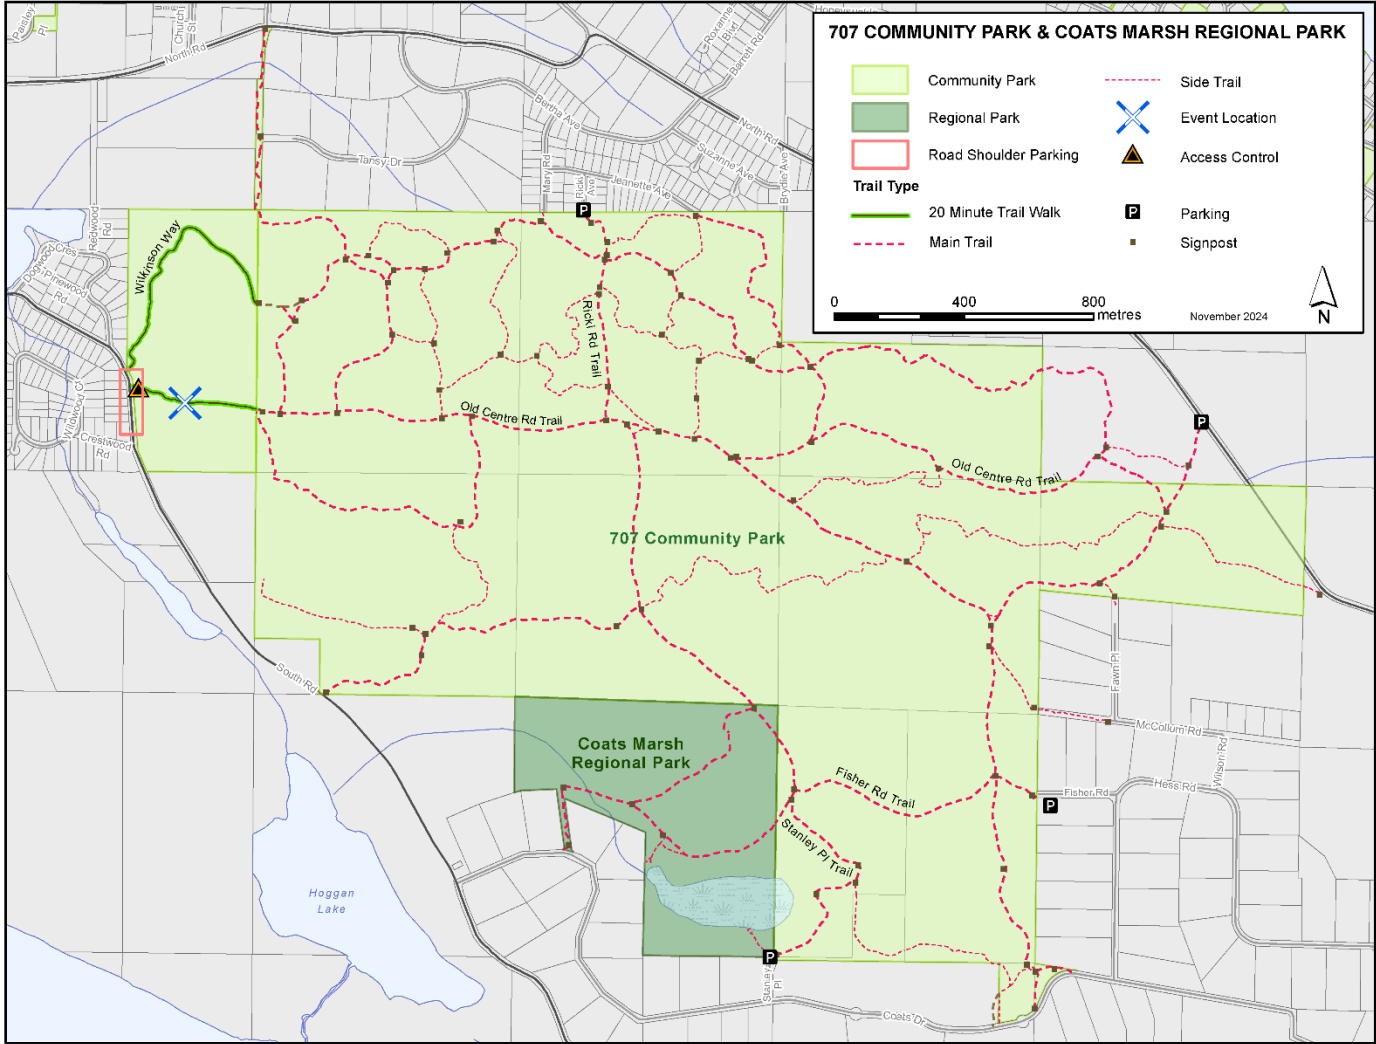 707 COMMUNITY PARK & COATS MARSH REGIONAL PARK
Community Park
Regional Park
Road Shoulder Parking
Trail Type
20 Minute Trail Walk
Main Trail
Side Trail
Event Location
Access Control
P
Parking
Signpost
0
400
800
metres
November 2024
N
Paisley
Pl
Church
St
North Rd
Roxanne
Blvd
Barrett Rd
Bertha Ave
North Rd
Suzanne Ave
Tansy Dr
Mary Rd
Ricki
Ave
Jeanette Ave
Brydie Ave
P
Redwood
Rd
Dogwood Cres
Pinewood
Rd
Wilkinson Way
Ricki Rd Trail
Wildwood Cr
Crestwood
Rd
Old Centre Rd Trail
P
Old Centre Rd Trail
707 Community Park
South Rd
Fawn Pl
McCollum Rd
Wilson Rd
Coats Marsh
Regional Park
Fisher Rd Trail
Fisher Rd
Hess Rd
P
Stanley Pl Trail
Hoggan
Lake
P
Stanley
Pl
Coats Dr